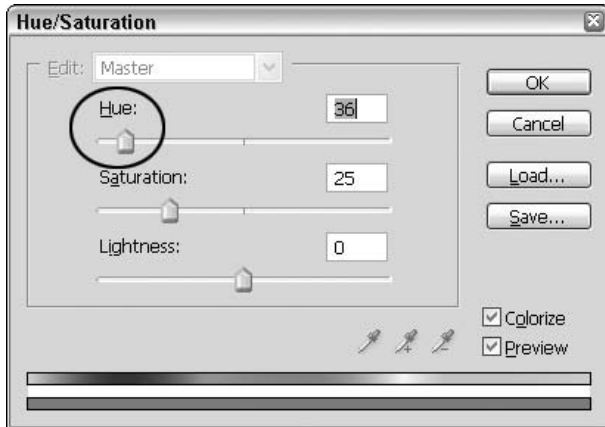 Hue/Saturation
Edit: Master
Hue: 36
Saturation: 25
Lightness: 0
OK
Cancel
Load...
Save...
Colorize
Preview